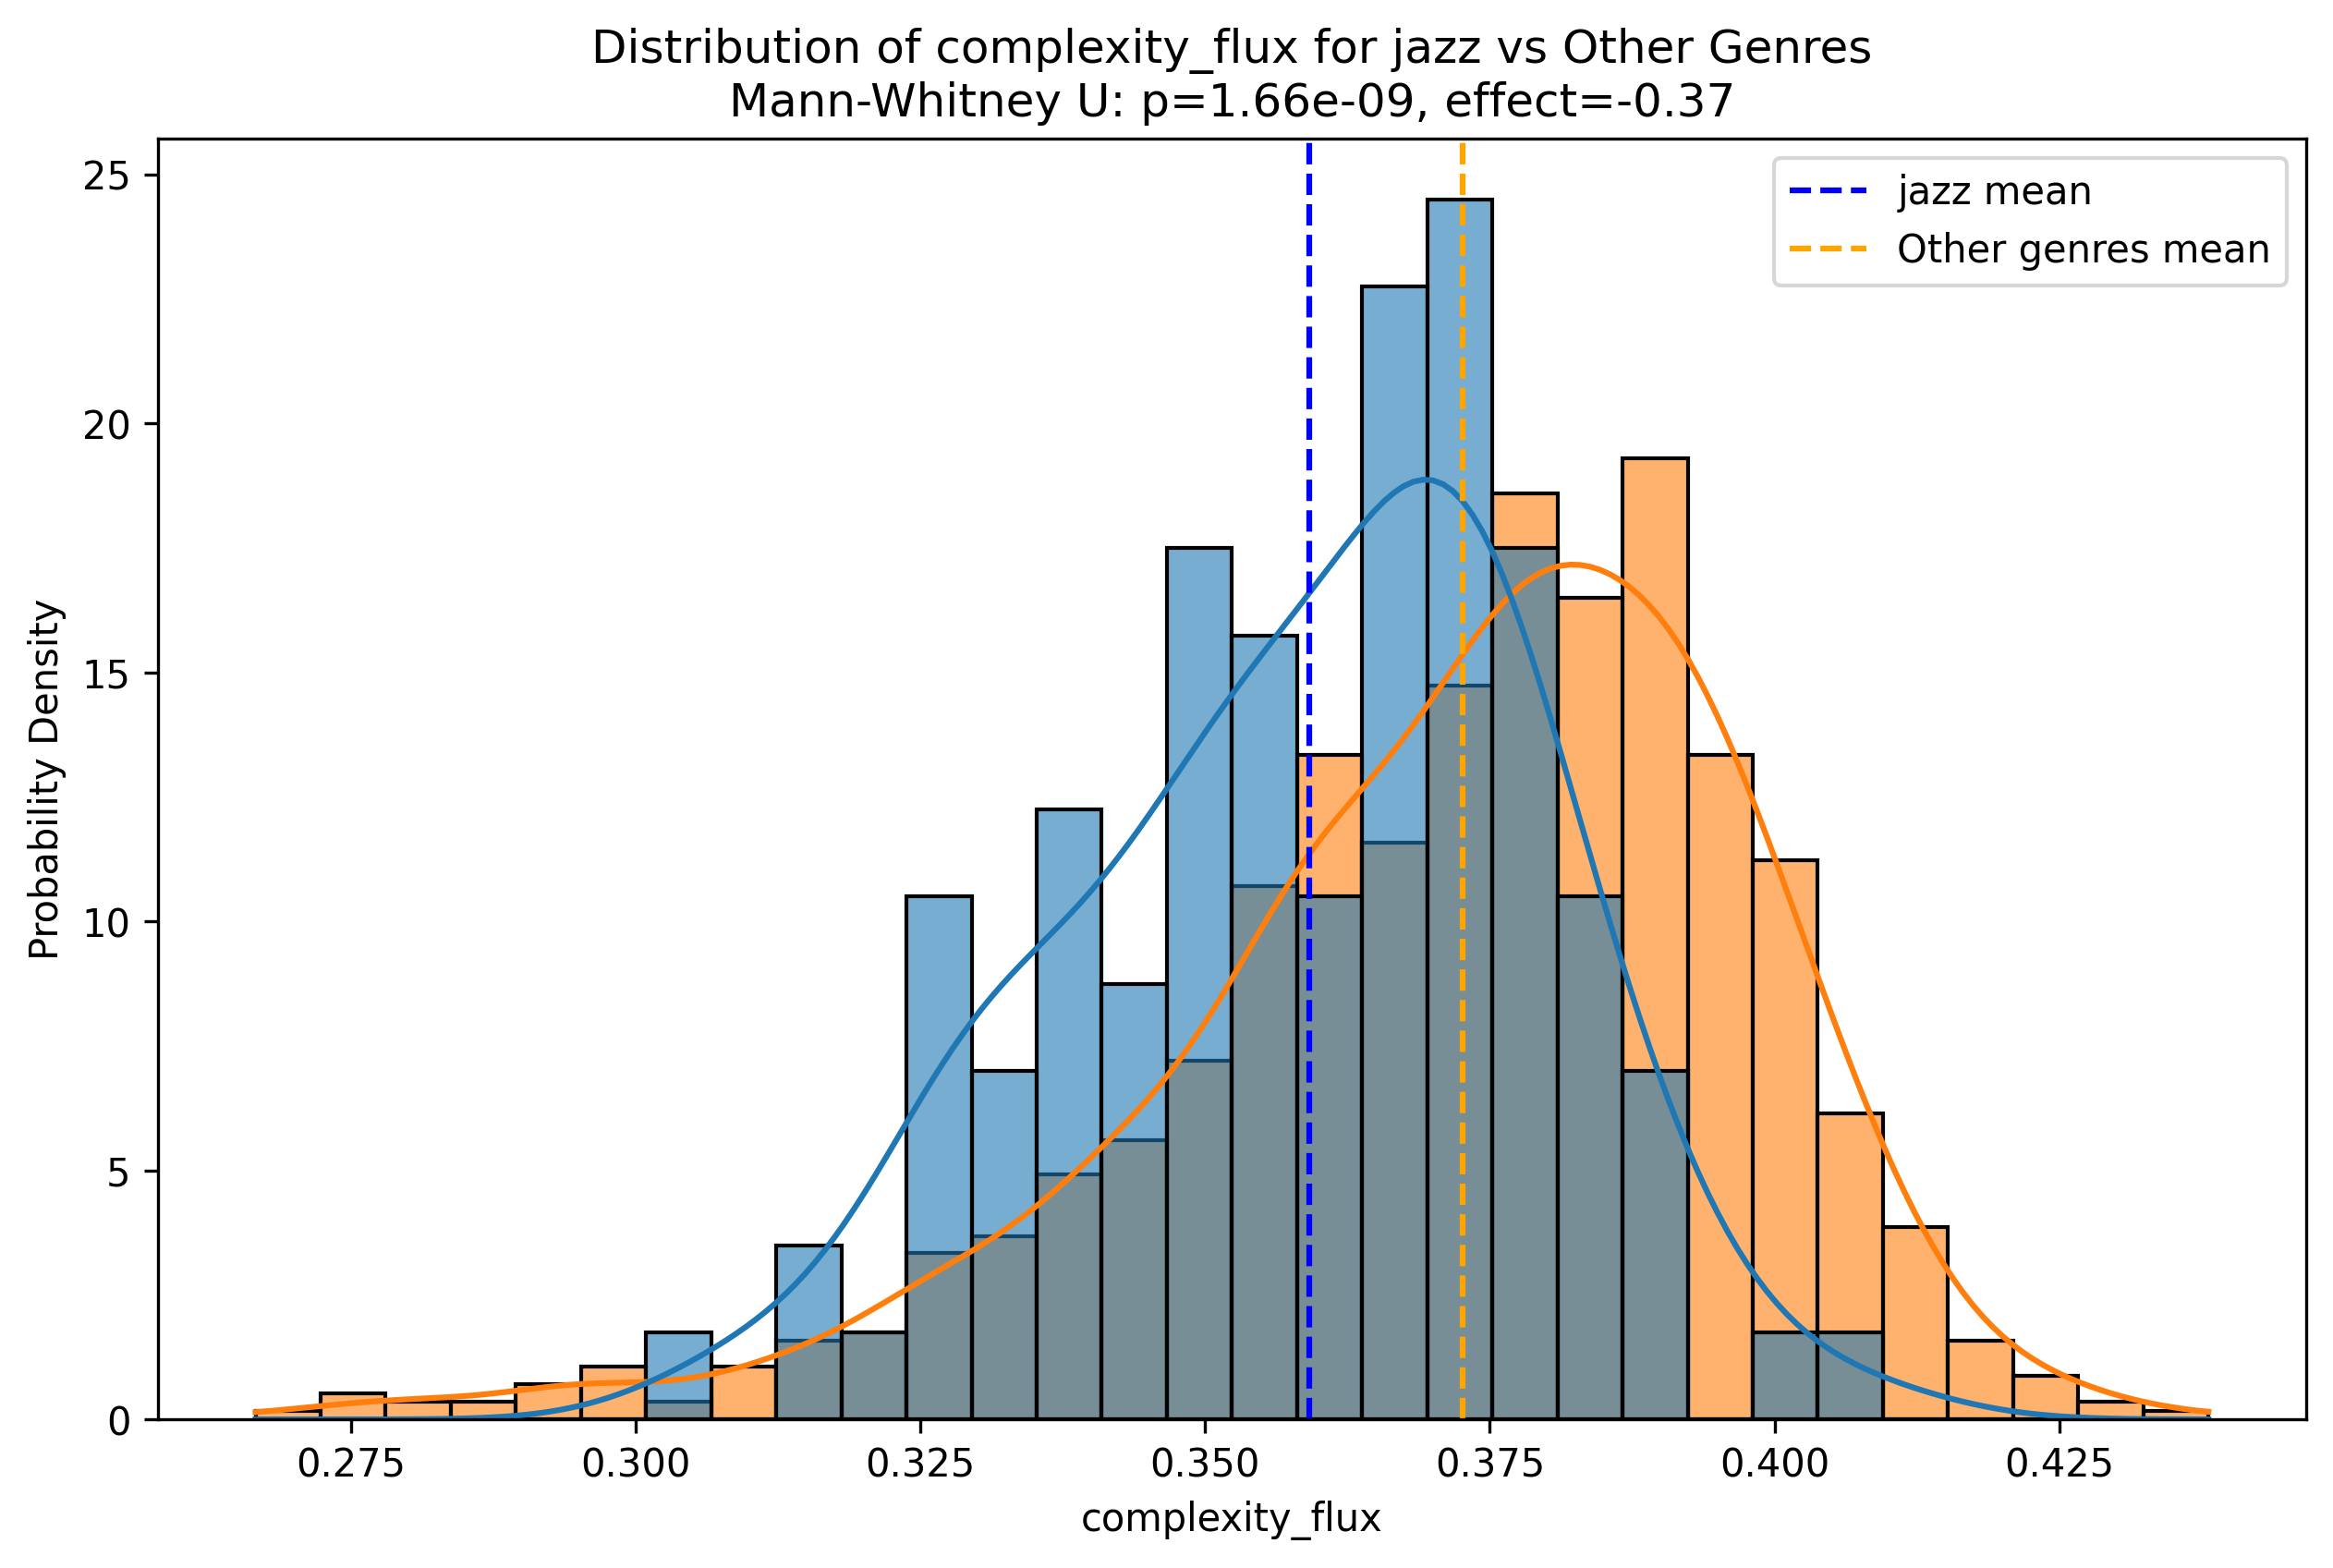 Distribution of complexity_flux for jazz vs Other Genres
Mann-Whitney U: p=1.66e-09, effect=-0.37
jazz mean
Other genres mean
25
20
15
10
5
0
Probability Density
0.275 0.300 0.325 0.350 0.375 0.400 0.425
complexity_flux